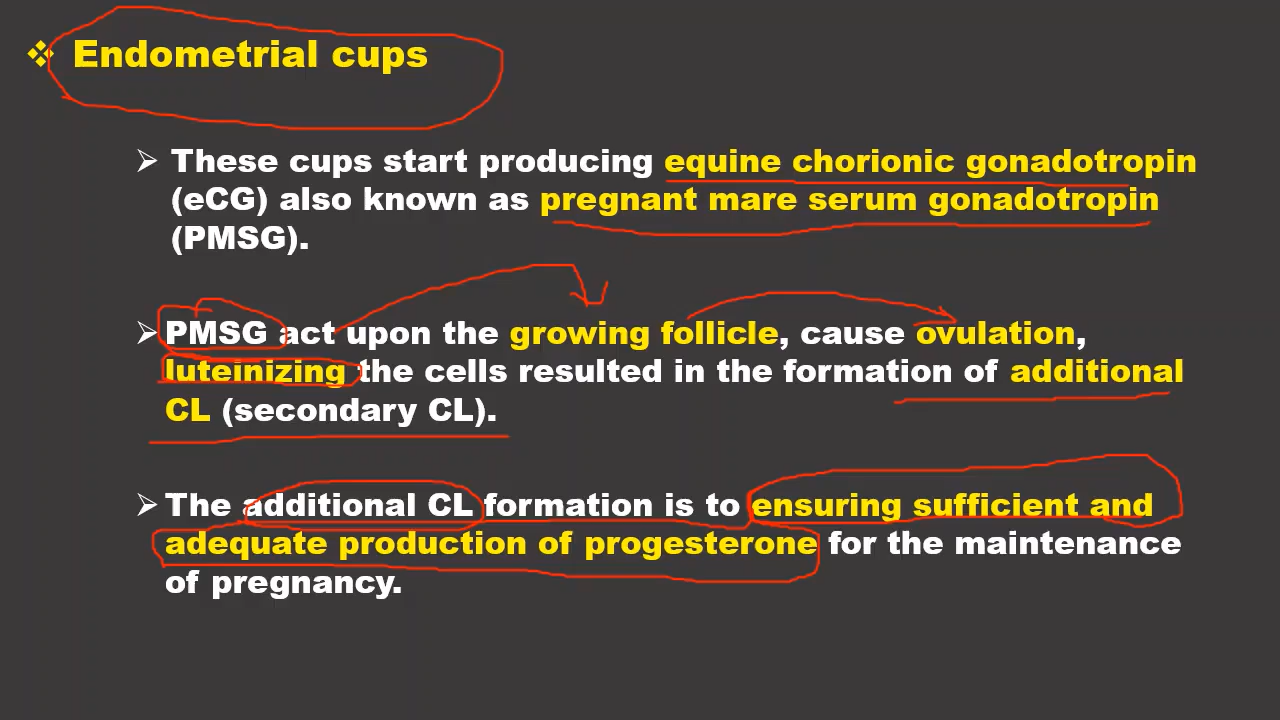 Endometrial cups
These cups start producing equine chorionic gonadotropin
(eCG) also known as pregnant mare serum gonadotropin
(PMSG).
PMSG act upon the growing follicle, cause ovulation,
luteinizing the cells resulted in the formation of additional
CL (secondary CL).
The additional CL formation is to ensuring sufficient and
adequate production of progesterone for the maintenance
of pregnancy.